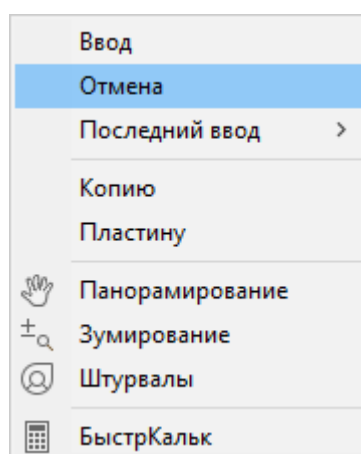 Ввод
Отмена
Последний ввод
Копию
Пластину
Панорамирование
Зумирование
Штурвалы
БыстрКальк